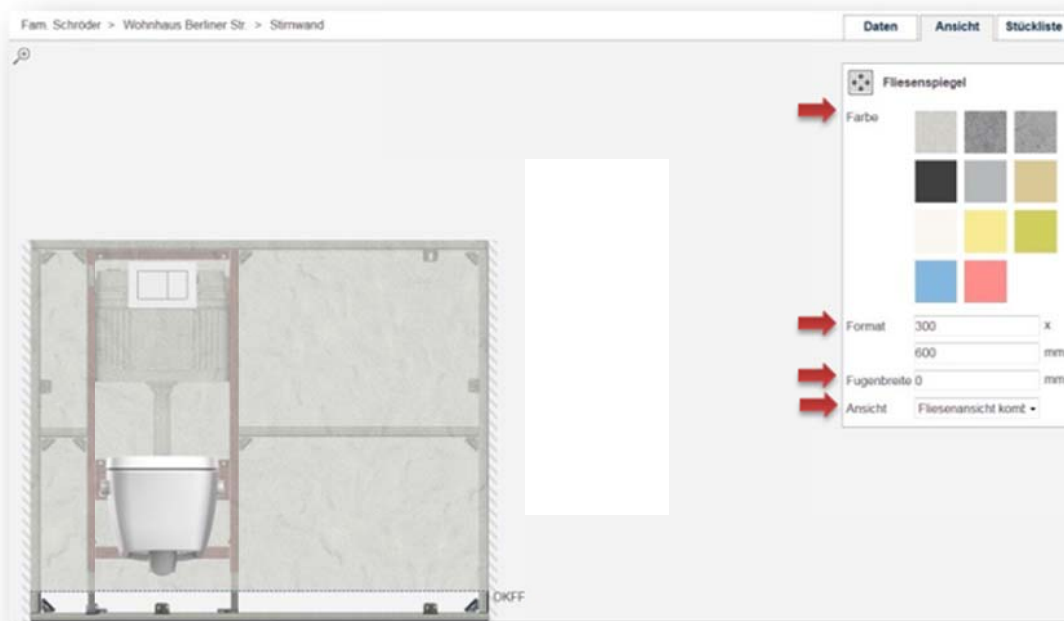 Fam. Schröder > Wohnhaus Berliner Str. > Stirnwand
Daten
Ansicht
Stückliste
Fliesenspiegel
Farbe
Format
300
x
600
mm
Fugenbreite
0
mm
Ansicht
Fliesenansicht komb
OKFF